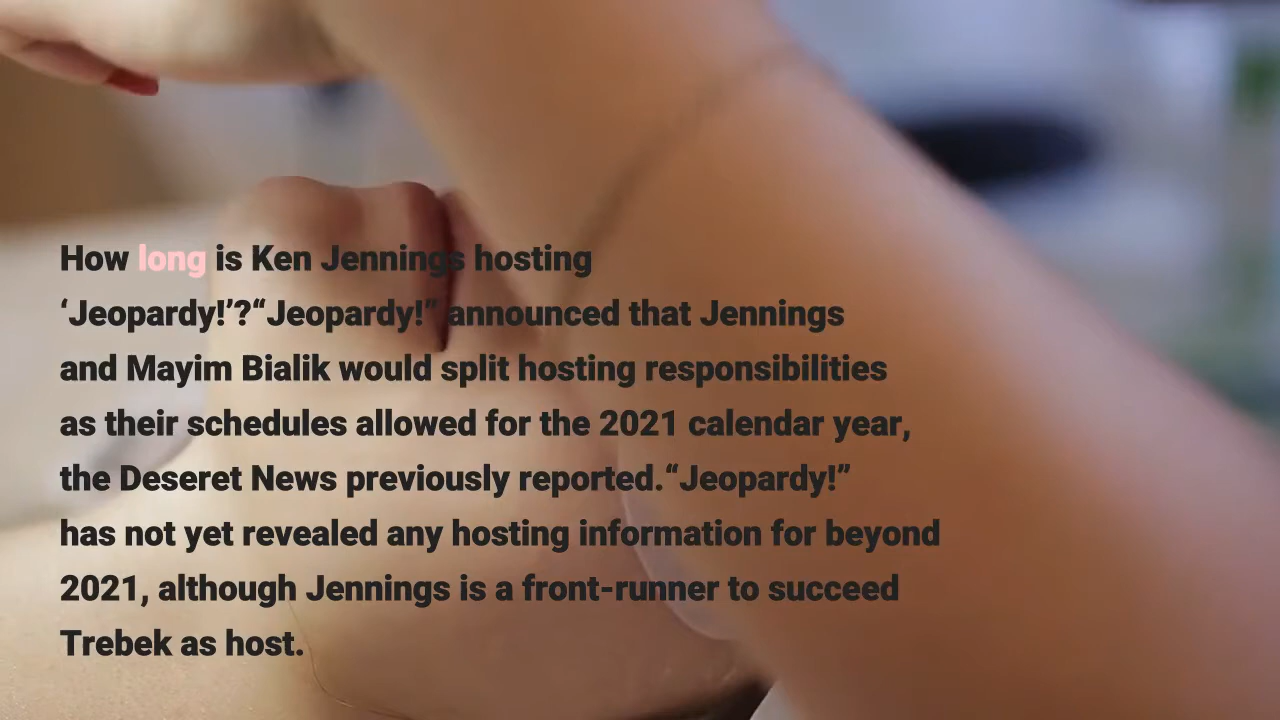 How long is Ken Jennings hosting
‘Jeopardy!’?“Jeopardy!” announced that Jennings
and Mayim Bialik would split hosting responsibilities
as their schedules allowed for the 2021 calendar year,
the Deseret News previously reported.“Jeopardy!”
has not yet revealed any hosting information for beyond
2021, although Jennings is a front-runner to succeed
Trebek as host.